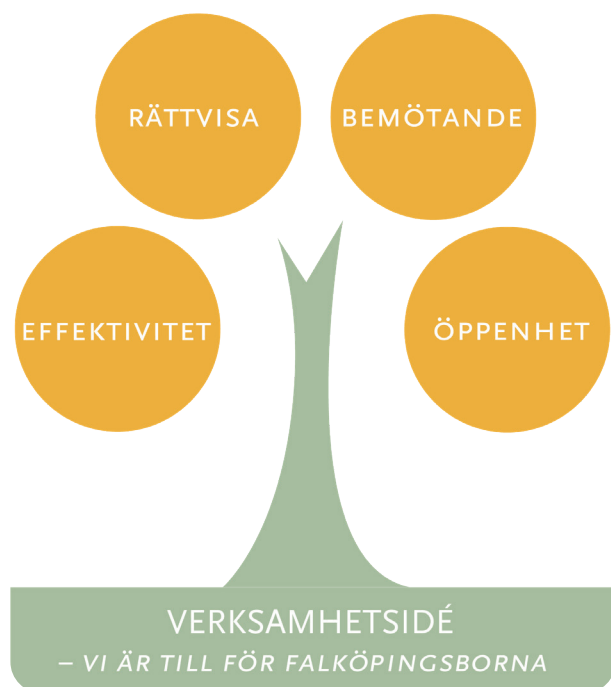 RÄTTVISA
BEMÖTANDE
EFFEKTIVITET
ÖPPENHET
VERKSAMHETSIDÉ
– VI ÄR TILL FÖR FALKÖPINGSBORNA